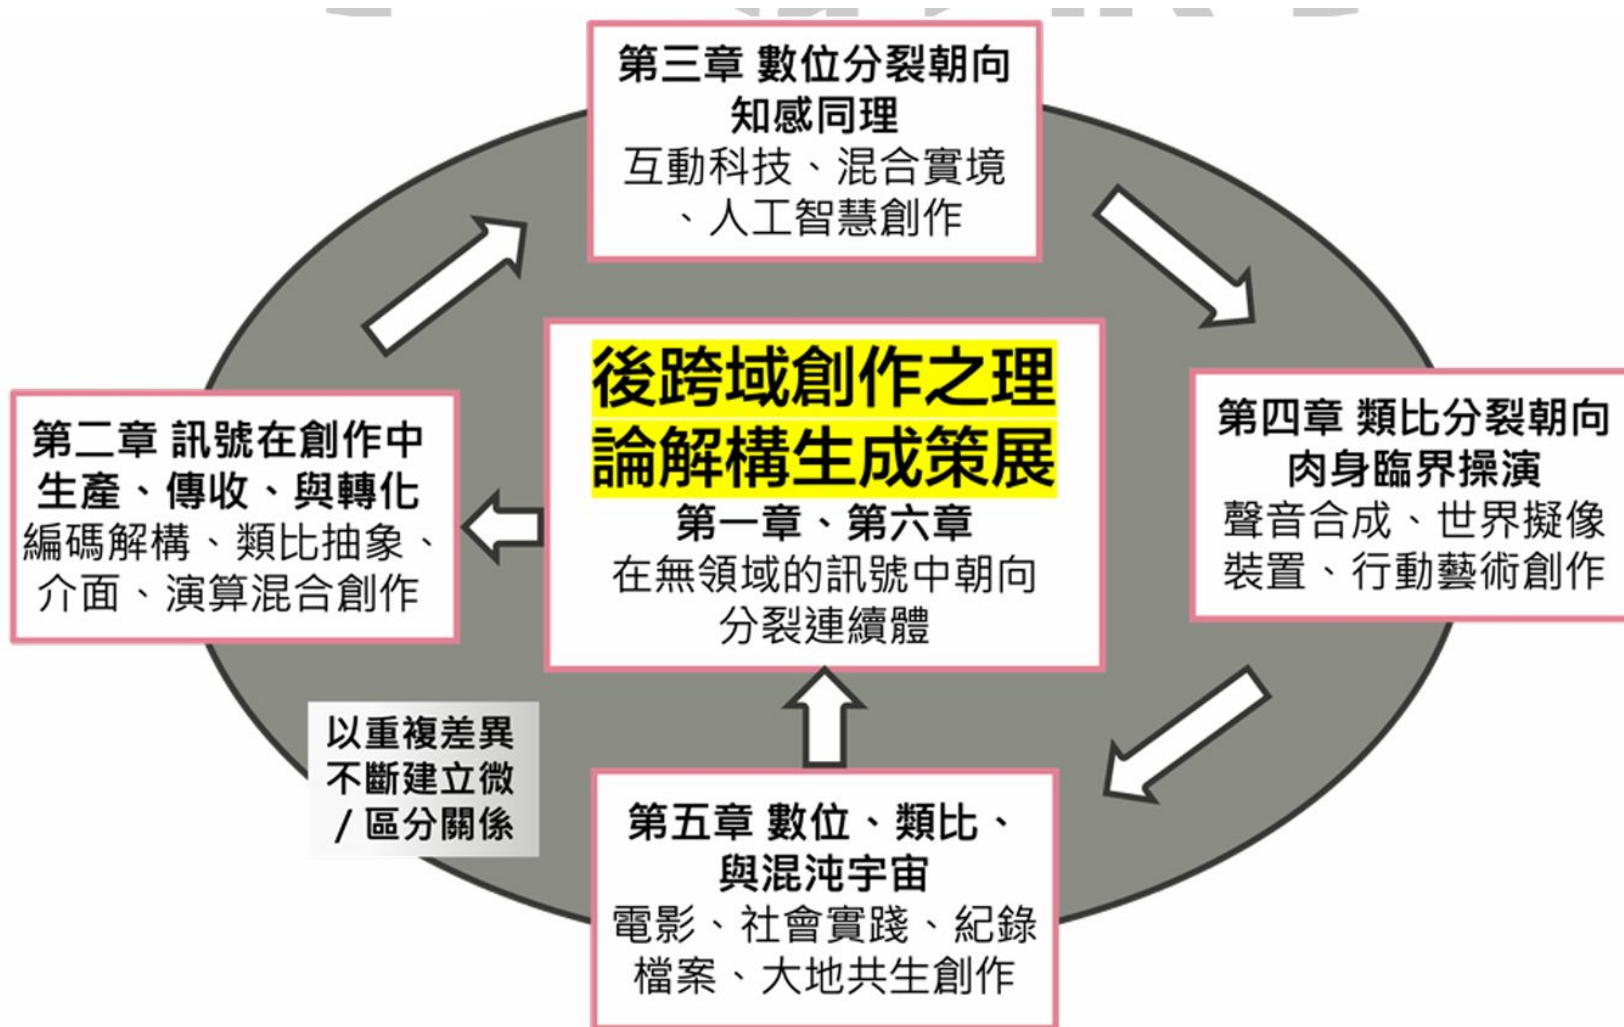 第三章 數位分裂朝向
知感同理
互動科技、混合實境
、人工智慧創作
後跨域創作之理
論解構生成策展
第一章、第六章
在無領域的訊號中朝向
分裂連續體
第二章 訊號在創作中
生產、傳收、與轉化
編碼解構、類比抽象、
介面、演算混合創作
第四章 類比分裂朝向
肉身臨界操演
聲音合成、世界擬像
裝置、行動藝術創作
以重複差異
不斷建立微
/ 區分關係
第五章 數位、類比、
與混沌宇宙
電影、社會實踐、紀錄
檔案、大地共生創作